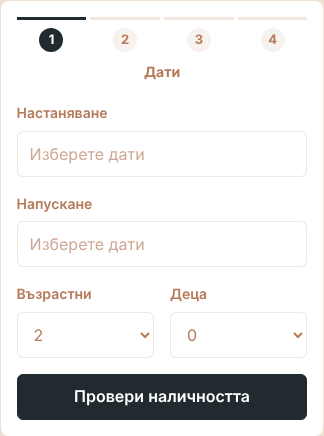 1 2 3 4
Дати
Настаняване
Изберете дати
Напускане
Изберете дати
Възрастни Деца
2 0
Провери наличността